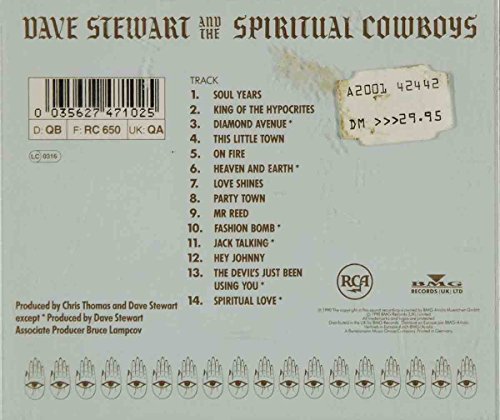 DAVE STEWART AND THE SPIRITUAL COWBOYS
TRACK
1. SOUL YEARS
2. KING OF THE HYPOCRITES
3. DIAMOND AVENUE *
4. THIS LITTLE TOWN
5. ON FIRE
6. HEAVEN AND EARTH *
7. LOVE SHINES
8. PARTY TOWN
9. MR REED
10. FASHION BOMB *
11. JACK TALKING *
12. HEY JOHNNY
13. THE DEVIL'S JUST BEEN
USING YOU *
14. SPIRITUAL LOVE *
0 035627 471025
D: QB F: RC 650 UK: QA
LC 0316
A2001 42442
DM >>>29.95
Produced by Chris Thomas and Dave Stewart
except * Produced by Dave Stewart
Associate Producer Bruce Lampcov
RCA
BMG
RECORDS (UK) LTD